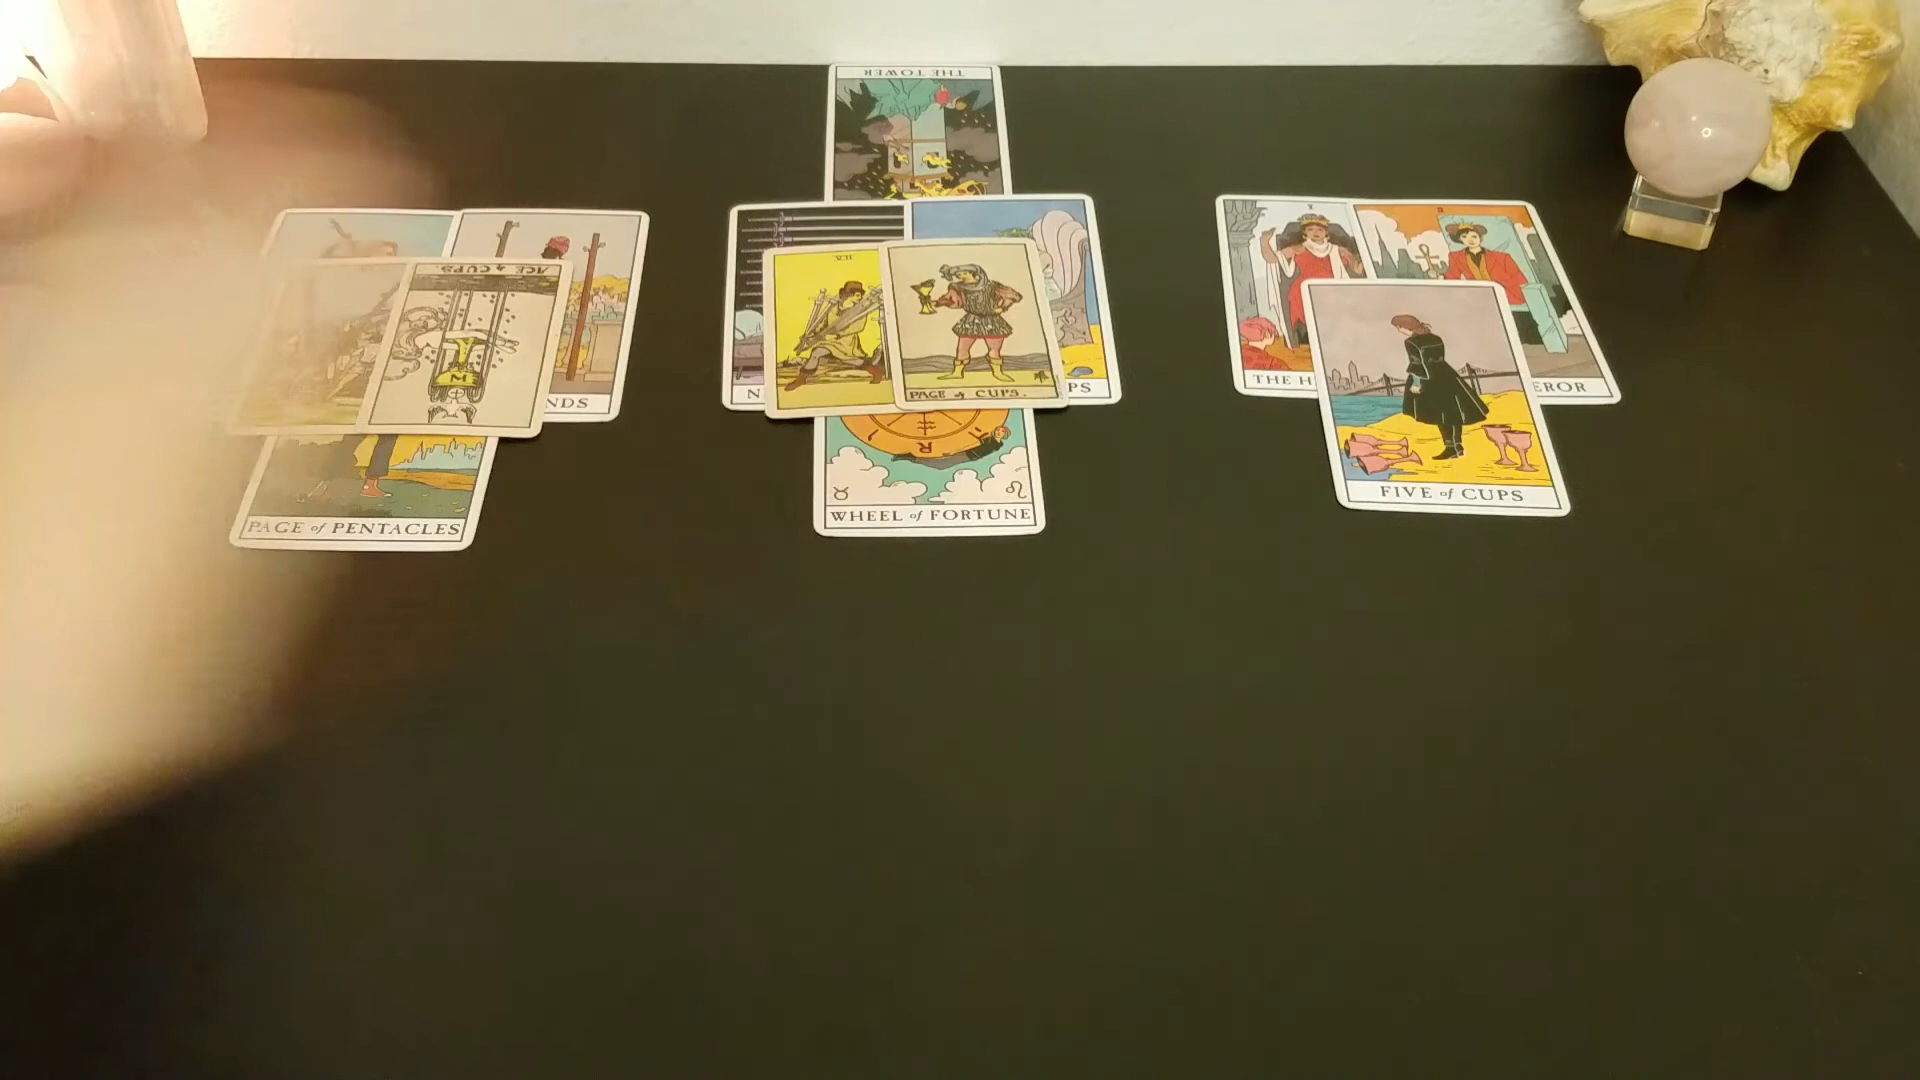 THE TOWER
ACE of CUPS.
NDS
PAGE of PENTACLES
VII
N
PS
PAGE of CUPS.
R
WHEEL of FORTUNE
I
THE H
EROR
FIVE of CUPS